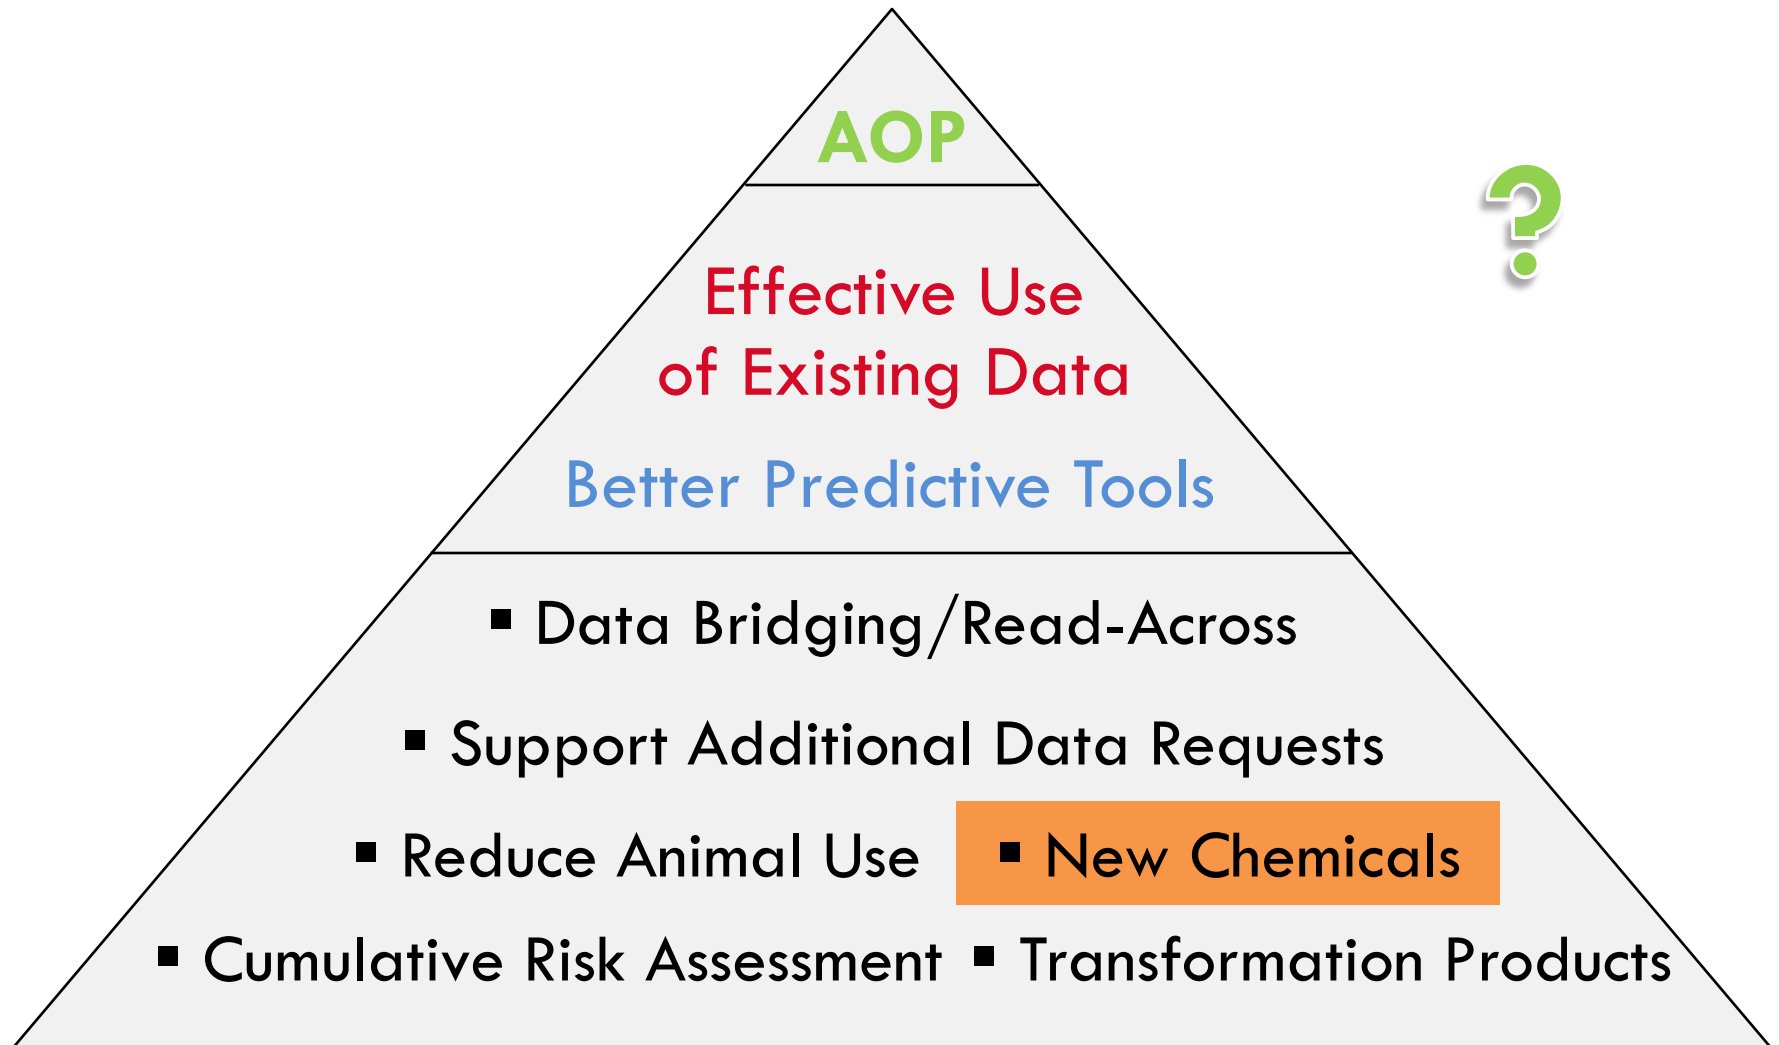 AOP
?
Effective Use
of Existing Data
Better Predictive Tools
▪ Data Bridging/Read-Across
▪ Support Additional Data Requests
▪ Reduce Animal Use ▪ New Chemicals
▪ Cumulative Risk Assessment ▪ Transformation Products